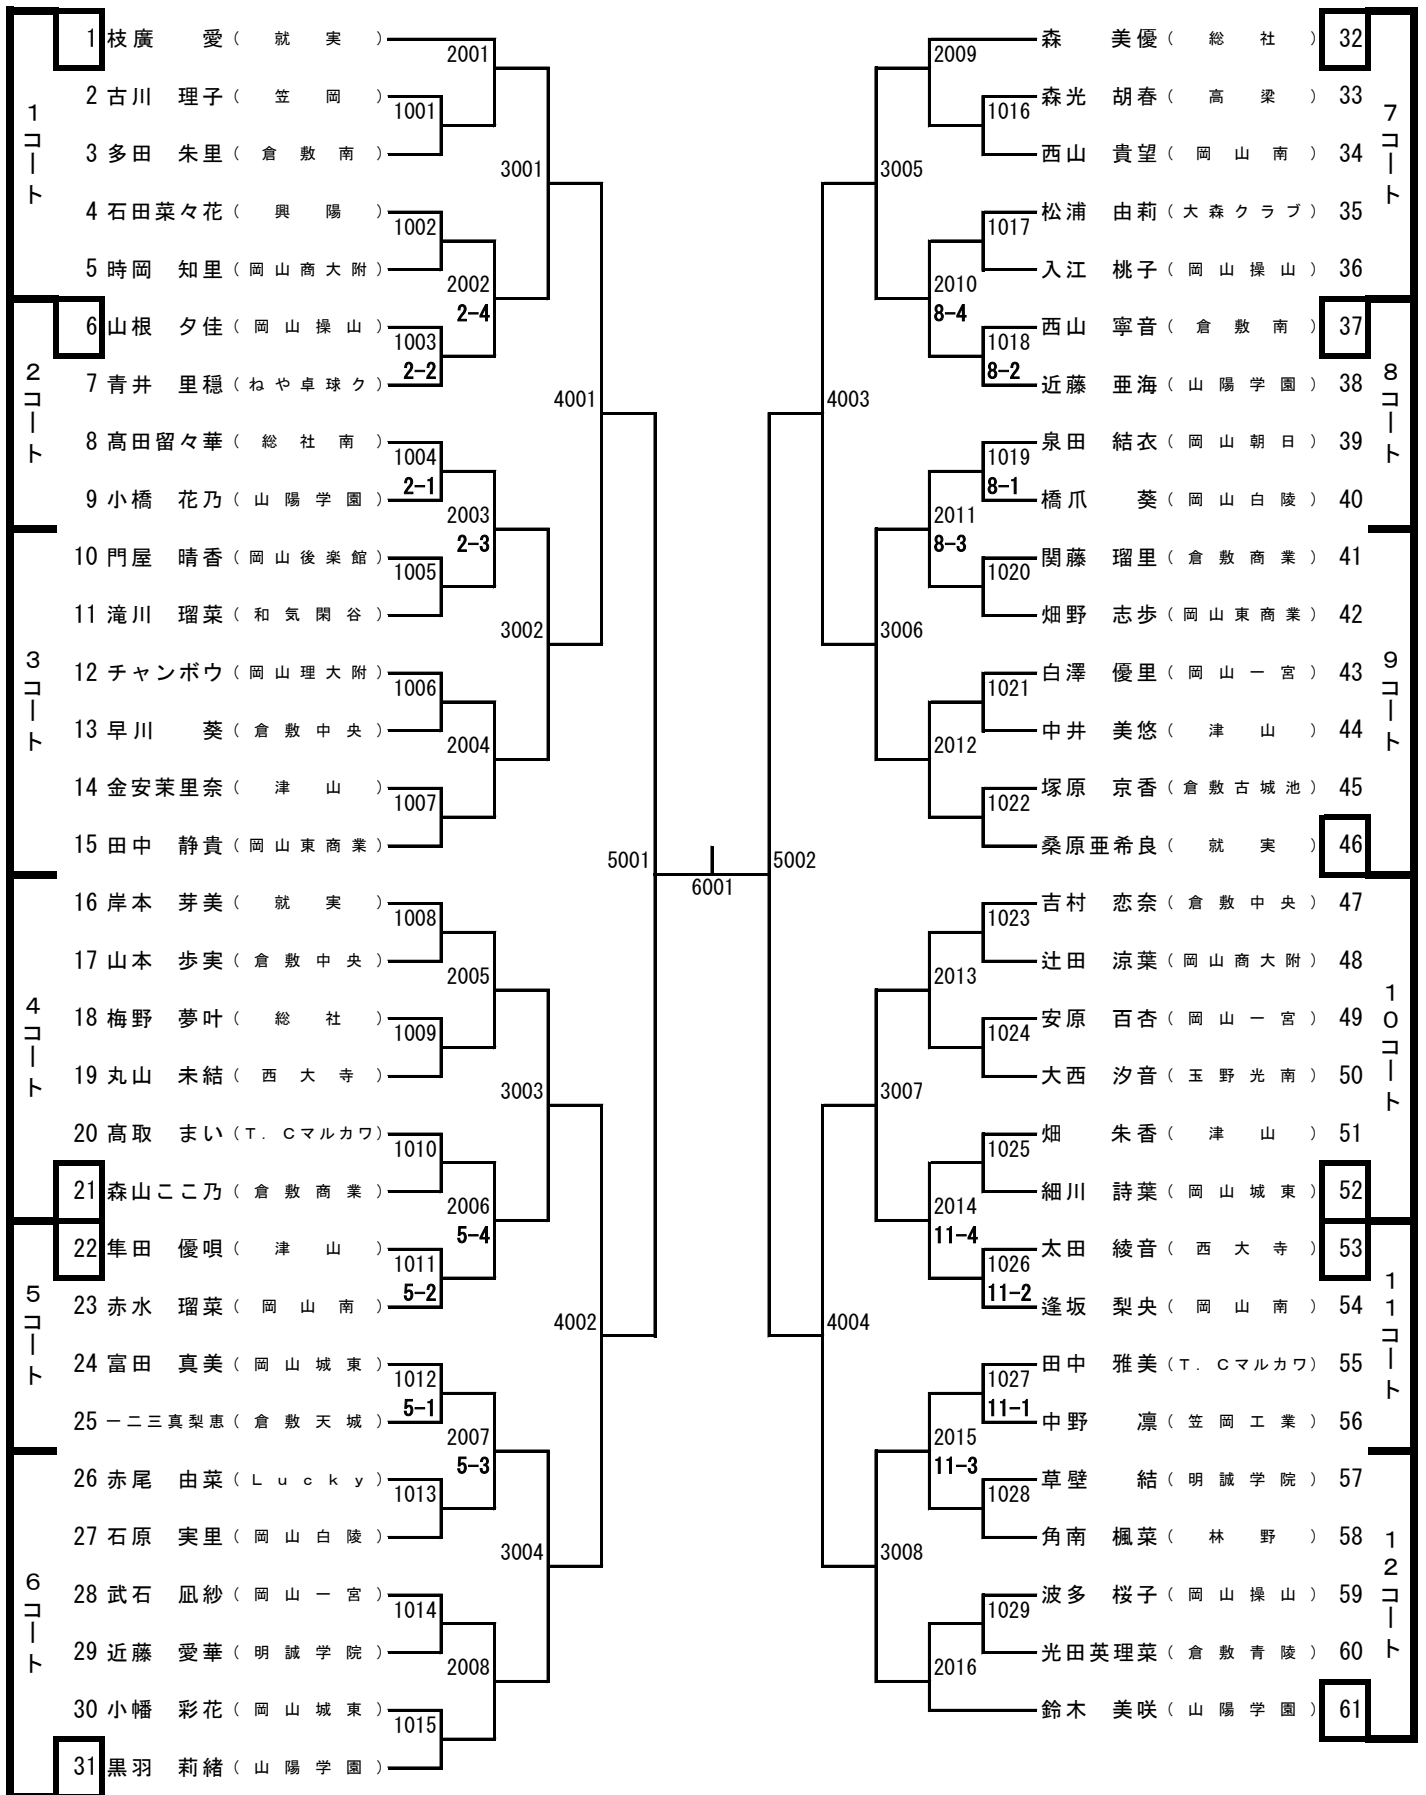 1コート
1 枝廣 愛 (就実)
2 古川 理子 (笠岡)
3 多田 朱里 (倉敷南)
4 石田菜々花 (興陽)
5 時岡 知里 (岡山商大附)
2コート
6 山根 夕佳 (岡山操山)
7 青井 里穏 (ねや卓球ク)
8 髙田留々華 (総社南)
9 小橋 花乃 (山陽学園)
3コート
10 門屋 晴香 (岡山後楽館)
11 滝川 瑠菜 (和気閑谷)
12 チャンボウ (岡山理大附)
13 早川 葵 (倉敷中央)
14 金安茉里奈 (津山)
15 田中 静貴 (岡山東商業)
4コート
16 岸本 芽美 (就実)
17 山本 歩実 (倉敷中央)
18 梅野 夢叶 (総社)
19 丸山 未結 (西大寺)
20 髙取 まい (T.Cマルカワ)
21 森山ここ乃 (倉敷商業)
5コート
22 隼田 優唄 (津山)
23 赤水 瑠菜 (岡山南)
24 富田 真美 (岡山城東)
25 一二三真梨恵 (倉敷天城)
6コート
26 赤尾 由菜 (Lucky)
27 石原 実里 (岡山白陵)
28 武石 凪紗 (岡山一宮)
29 近藤 愛華 (明誠学院)
30 小幡 彩花 (岡山城東)
31 黒羽 莉緒 (山陽学園)
1001
1002
1003
2-2
1004
2-1
1005
1006
1007
1008
1009
1010
1011
5-2
1012
5-1
1013
1014
1015
2001
2002
2-4
2003
2-3
2004
2005
2006
5-4
2007
5-3
2008
3001
3002
3003
3004
4001
4002
5001
6001
5002
4003
4004
3005
3006
3007
3008
2009
2010
8-4
2011
8-3
2012
2013
2014
11-4
2015
11-3
2016
1016
1017
1018
8-2
1019
8-1
1020
1021
1022
1023
1024
1025
1026
11-2
1027
11-1
1028
1029
7コート
森 美優 (総社) 32
森光 胡春 (高梁) 33
西山 貴望 (岡山南) 34
松浦 由莉 (大森クラブ) 35
入江 桃子 (岡山操山) 36
8コート
西山 寧音 (倉敷南) 37
近藤 亜海 (山陽学園) 38
泉田 結衣 (岡山朝日) 39
橋爪 葵 (岡山白陵) 40
9コート
関藤 瑠里 (倉敷商業) 41
畑野 志歩 (岡山東商業) 42
白澤 優里 (岡山一宮) 43
中井 美悠 (津山) 44
塚原 京香 (倉敷古城池) 45
桑原亜希良 (就実) 46
10コート
吉村 恋奈 (倉敷中央) 47
辻田 涼葉 (岡山商大附) 48
安原 百杏 (岡山一宮) 49
大西 汐音 (玉野光南) 50
畑 朱香 (津山) 51
細川 詩葉 (岡山城東) 52
11コート
太田 綾音 (西大寺) 53
逢坂 梨央 (岡山南) 54
田中 雅美 (T.Cマルカワ) 55
中野 凛 (笠岡工業) 56
12コート
草壁 結 (明誠学院) 57
角南 楓菜 (林野) 58
波多 桜子 (岡山操山) 59
光田英理菜 (倉敷青陵) 60
鈴木 美咲 (山陽学園) 61